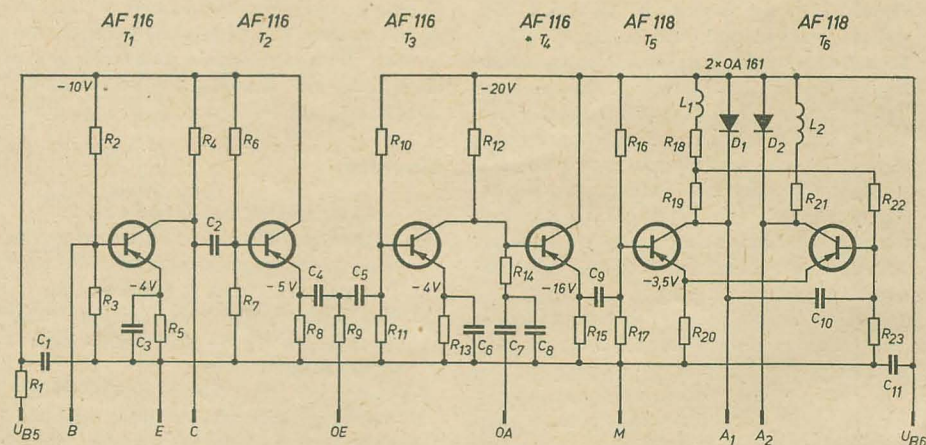 AF 116 AF 116 AF 116 AF 116 AF 118 AF 118
T1 T2 T3 T4 T5 T6
2×OA 161
−10V −20V
L1 L2
D1 D2
R2 R4 R6 R10 R12 R16 R18
R19 R21 R22
C2
R14
−4V −5V C4 C5 −4V −16V C9 −3,5V
R3 R7
C10
C1 C3 R5 R8 R9 R11 R13 C6 C7 C8 R15 R17 R20 R23
R1 C11
UB5 B E C OE OA M A1 A2 UB6